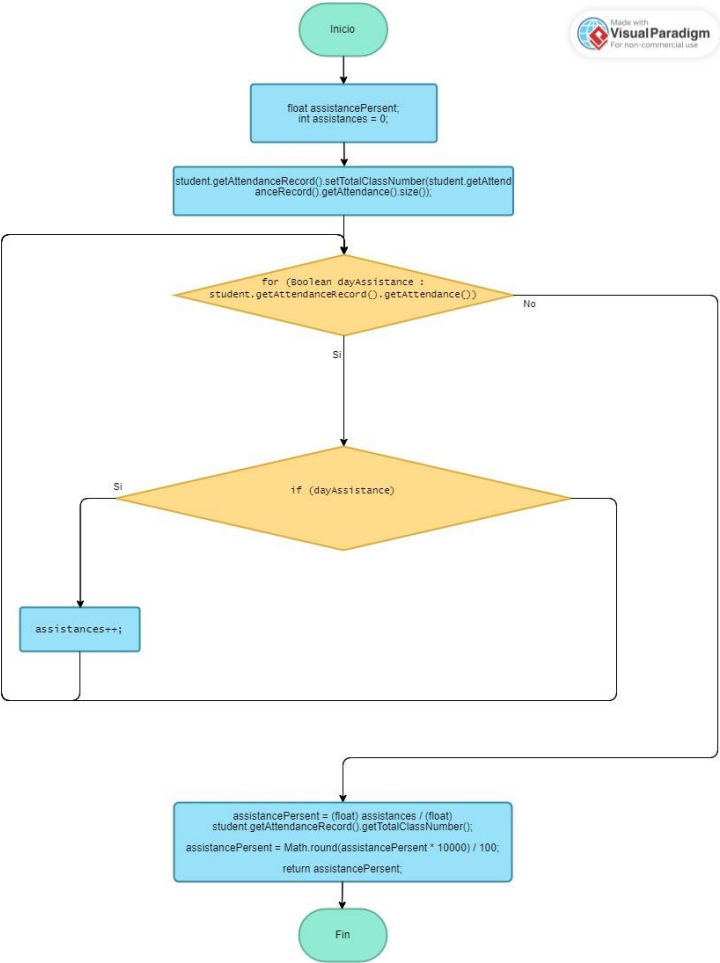 Inicio
Made with
Visual Paradigm
For non-commercial use
float assistancePersent;
int assistances = 0;
student.getAttendanceRecord().setTotalClassNumber(student.getAttend
anceRecord().getAttendance().size());
for (Boolean dayAssistance :
student.getAttendanceRecord().getAttendance())
No
Si
if (dayAssistance)
Si
assistances++;
assistancePersent = (float) assistances / (float)
student.getAttendanceRecord().getTotalClassNumber();
assistancePersent = Math.round(assistancePersent * 10000) / 100;
return assistancePersent;
Fin